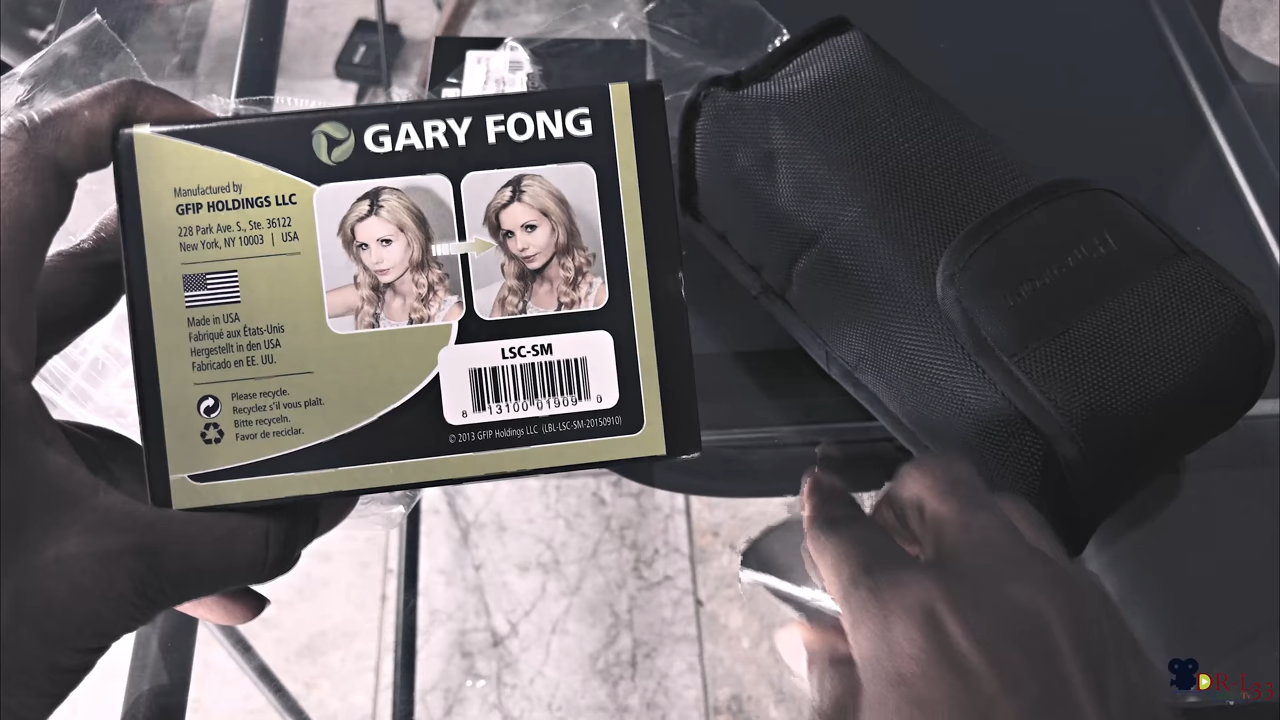 GARY FONG
Manufactured by
GFIP HOLDINGS LLC
228 Park Ave. S., Ste. 36122
New York, NY 10003 | USA
Made in USA
Fabriqué aux États-Unis
Hergestellt in den USA
Fabricado en EE. UU.
Please recycle.
Recyclez s'il vous plaît.
Bitte recyceln.
Favor de reciclar.
LSC-SM
8 13100 01909 0
© 2013 GFIP Holdings LLC (LBL-LSC-SM-20150910)